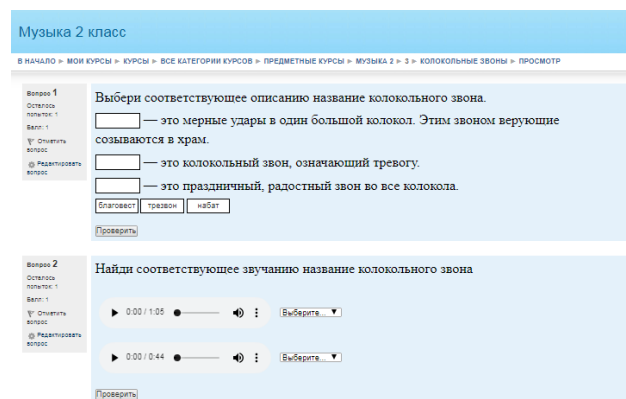 Музыка 2 класс
В НАЧАЛО ► МОИ КУРСЫ ► КУРСЫ ► ВСЕ КАТЕГОРИИ КУРСОВ ► ПРЕДМЕТНЫЕ КУРСЫ ► МУЗЫКА 2 ► 3 ► КОЛОКОЛЬНЫЕ ЗВОНЫ ► ПРОСМОТР
Вопрос 1
Осталось
попыток: 1
Балл: 1
Отметить
вопрос
Редактировать
вопрос
Выбери соответствующее описанию название колокольного звона.
— это мерные удары в один большой колокол. Этим звоном верующие
созываются в храм.
— это колокольный звон, означающий тревогу.
— это праздничный, радостный звон во все колокола.
благовест трезвон набат
Проверить
Вопрос 2
Осталось
попыток: 1
Балл: 1
Отметить
вопрос
Редактировать
вопрос
Найди соответствующее звучанию название колокольного звона
0:00 / 1:05 Выберите...
0:00 / 0:44 Выберите...
Проверить